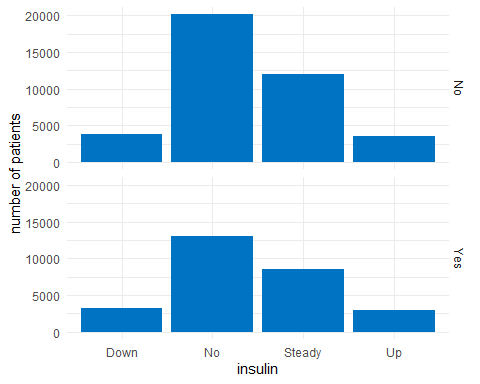 20000
15000
10000
5000
0
No
20000
15000
10000
5000
0
Yes
number of patients
Down No Steady Up
insulin